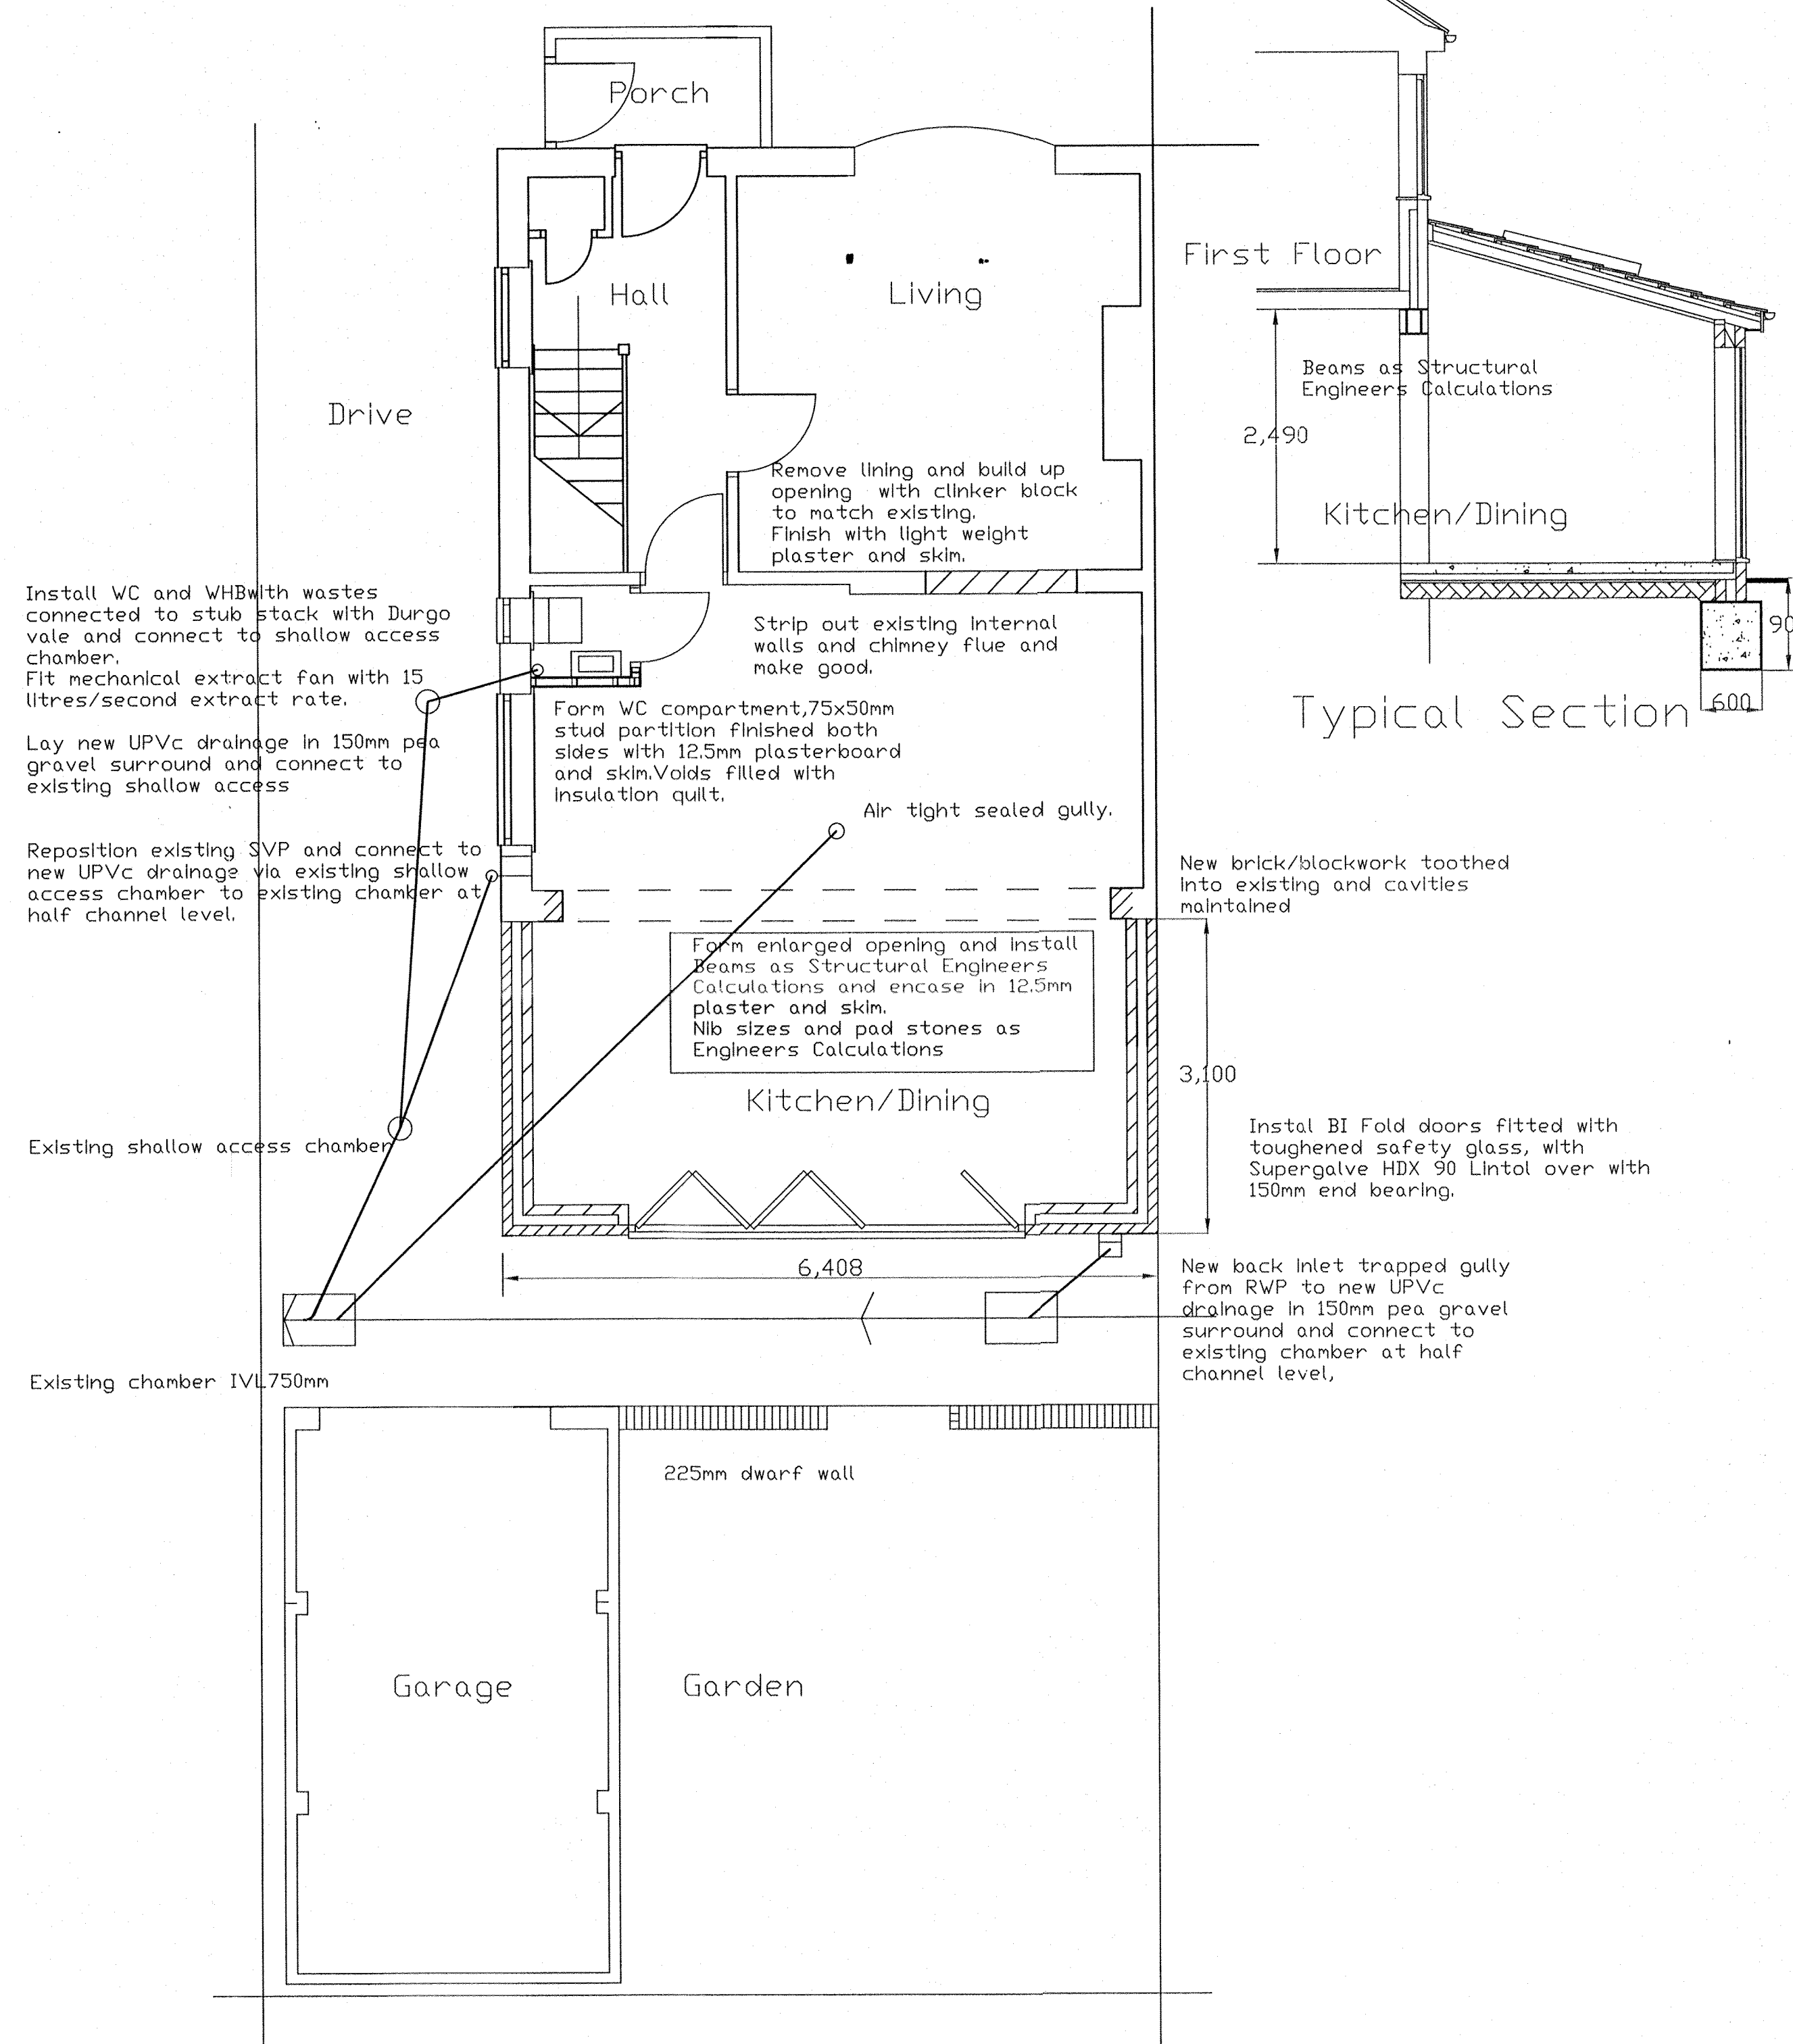 Porch
First Floor
Hall
Living
Beams as Structural
Engineers Calculations
Drive
2,490
Remove lining and build up
opening with clinker block
to match existing.
Finish with light weight
plaster and skim.
Kitchen/Dining
Install WC and WHBwith wastes
connected to stub stack with Durgo
vale and connect to shallow access
chamber.
Fit mechanical extract fan with 15
litres/second extract rate.
Strip out existing internal
walls and chimney flue and
make good.
90
600
Typical Section
Form WC compartment,75x50mm
stud partition finished both
sides with 12.5mm plasterboard
and skim.Voids filled with
insulation quilt.
Lay new UPVc drainage in 150mm pea
gravel surround and connect to
existing shallow access
Air tight sealed gully.
Reposition existing SVP and connect to
new UPVc drainage via existing shallow
access chamber to existing chamber at
half channel level.
New brick/blockwork toothed
into existing and cavities
maintained
Form enlarged opening and install
Beams as Structural Engineers
Calculations and encase in 12.5mm
plaster and skim.
Nib sizes and pad stones as
Engineers Calculations
3,100
Kitchen/Dining
Existing shallow access chamber
Instal BI Fold doors fitted with
toughened safety glass, with
Supergalve HDX 90 Lintol over with
150mm end bearing.
6,408
New back inlet trapped gully
from RWP to new UPVc
drainage in 150mm pea gravel
surround and connect to
existing chamber at half
channel level,
Existing chamber IVL750mm
225mm dwarf wall
Garage
Garden